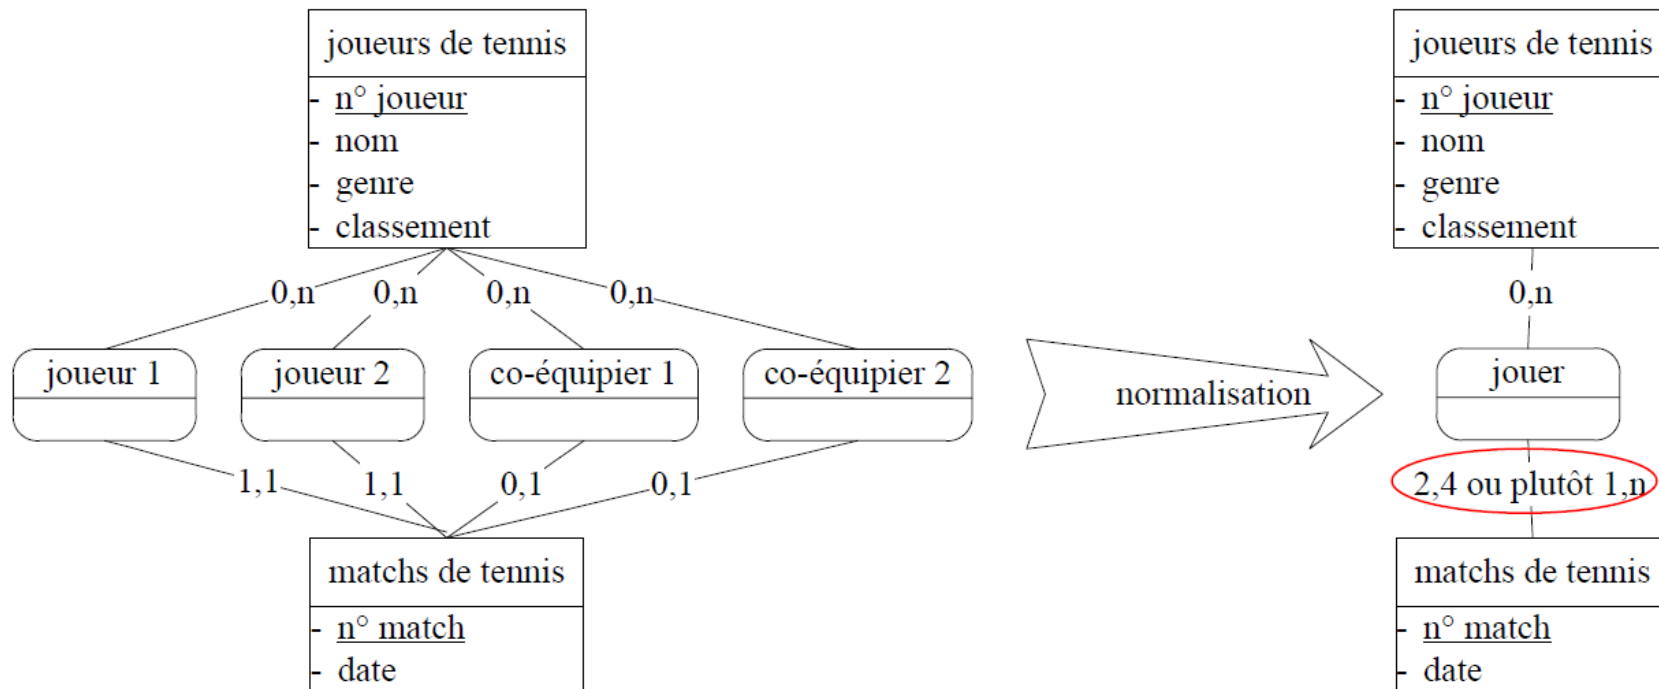 joueurs de tennis
- n° joueur
- nom
- genre
- classement
0,n
0,n
0,n
0,n
joueur 1
joueur 2
co-équipier 1
co-équipier 2
1,1
1,1
0,1
0,1
matchs de tennis
- n° match
- date
normalisation
joueurs de tennis
- n° joueur
- nom
- genre
- classement
0,n
jouer
2,4 ou plutôt 1,n
matchs de tennis
- n° match
- date